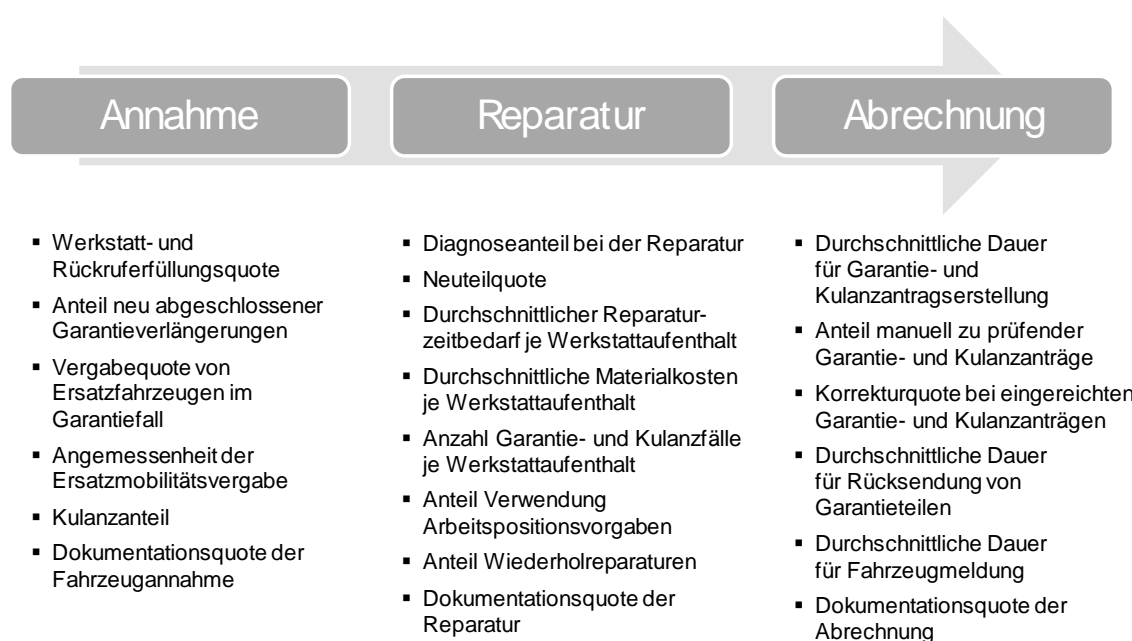 Annahme
Reparatur
Abrechnung
▪ Werkstatt- und
Rückruferfüllungsquote
▪ Anteil neu abgeschlossener
Garantieverlängerungen
▪ Vergabequote von
Ersatzfahrzeugen im
Garantiefall
▪ Angemessenheit der
Ersatzmobilitätsvergabe
▪ Kulanzanteil
▪ Dokumentationsquote der
Fahrzeugannahme
▪ Diagnoseanteil bei der Reparatur
▪ Neuteilquote
▪ Durchschnittlicher Reparatur-
zeitbedarf je Werkstattaufenthalt
▪ Durchschnittliche Materialkosten
je Werkstattaufenthalt
▪ Anzahl Garantie- und Kulanzfälle
je Werkstattaufenthalt
▪ Anteil Verwendung
Arbeitspositionsvorgaben
▪ Anteil Wiederholreparaturen
▪ Dokumentationsquote der
Reparatur
▪ Durchschnittliche Dauer
für Garantie- und
Kulanzantragserstellung
▪ Anteil manuell zu prüfender
Garantie- und Kulanzanträge
▪ Korrekturquote bei eingereichten
Garantie- und Kulanzanträgen
▪ Durchschnittliche Dauer
für Rücksendung von
Garantieteilen
▪ Durchschnittliche Dauer
für Fahrzeugmeldung
▪ Dokumentationsquote der
Abrechnung